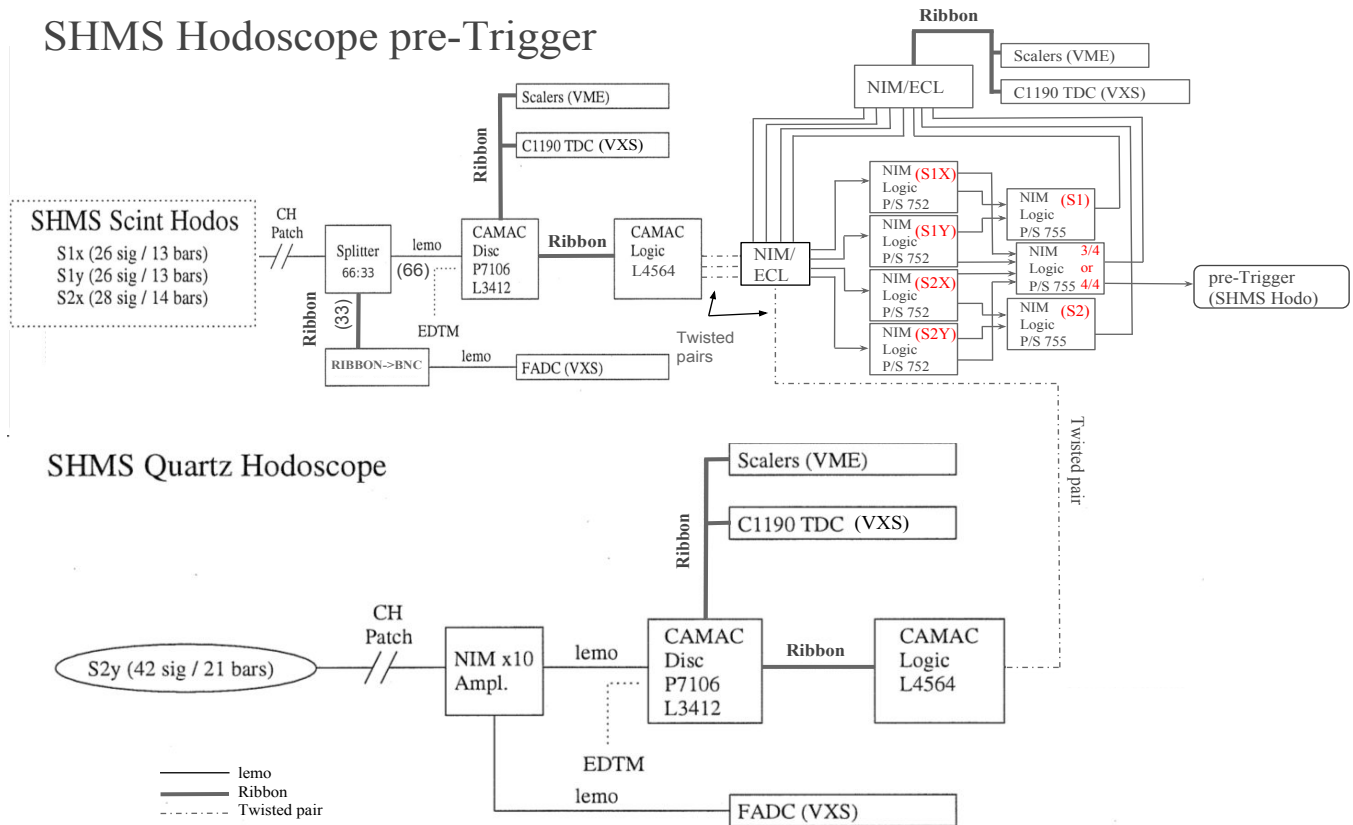 SHMS Hodoscope pre-Trigger
Ribbon
Scalers (VME)
C1190 TDC (VXS)
NIM/ECL
Scalers (VME)
C1190 TDC (VXS)
Ribbon
SHMS Scint Hodos
S1x (26 sig / 13 bars)
S1y (26 sig / 13 bars)
S2x (28 sig / 14 bars)
CH
Patch
Splitter
66:33
lemo
(66)
EDTM
CAMAC
Disc
P7106
L3412
Ribbon
CAMAC
Logic
L4564
Twisted
pairs
NIM/
ECL
NIM (S1X)
Logic
P/S 752
NIM (S1Y)
Logic
P/S 752
NIM (S2X)
Logic
P/S 752
NIM (S2Y)
Logic
P/S 752
NIM (S1)
Logic
P/S 755
NIM 3/4
Logic or
P/S 755 4/4
NIM (S2)
Logic
P/S 755
pre-Trigger
(SHMS Hodo)
Ribbon
(33)
RIBBON->BNC
lemo
FADC (VXS)
Twisted pair
SHMS Quartz Hodoscope
Scalers (VME)
C1190 TDC (VXS)
Ribbon
S2y (42 sig / 21 bars)
CH
Patch
NIM x10
Ampl.
lemo
EDTM
CAMAC
Disc
P7106
L3412
Ribbon
CAMAC
Logic
L4564
lemo
FADC (VXS)
lemo
Ribbon
Twisted pair